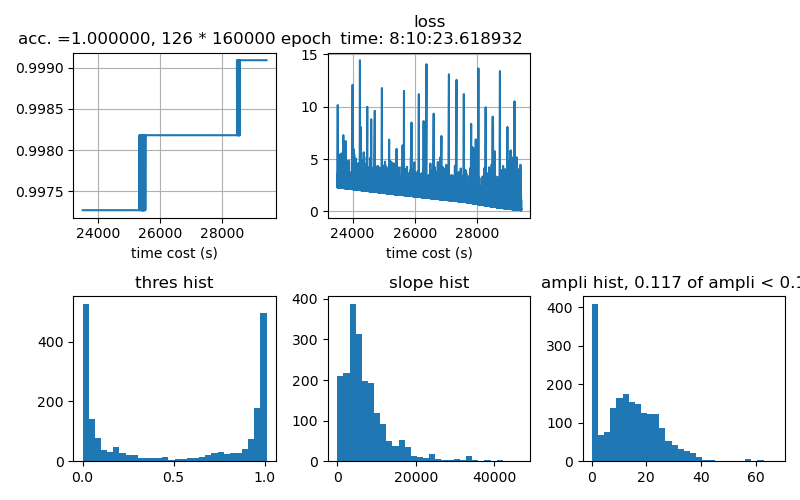 loss
acc. =1.000000, 126 * 160000 epoch time: 8:10:23.618932
0.9990
0.9985
0.9980
0.9975
24000 26000 28000
time cost (s)
15
10
5
0
24000 26000 28000
time cost (s)
thres hist
400
200
0
0.0 0.5 1.0
slope hist
400
300
200
100
0
0 20000 40000
ampli hist, 0.117 of ampli < 0.1
400
300
200
100
0
0 20 40 60